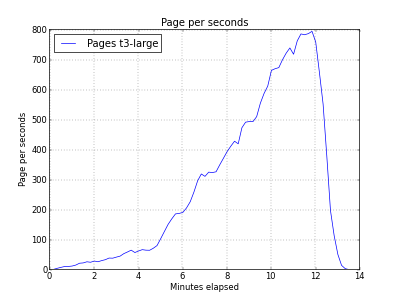 Page per seconds
Pages t3-large
Page per seconds
800
700
600
500
400
300
200
100
0
0 2 4 6 8 10 12 14
Minutes elapsed